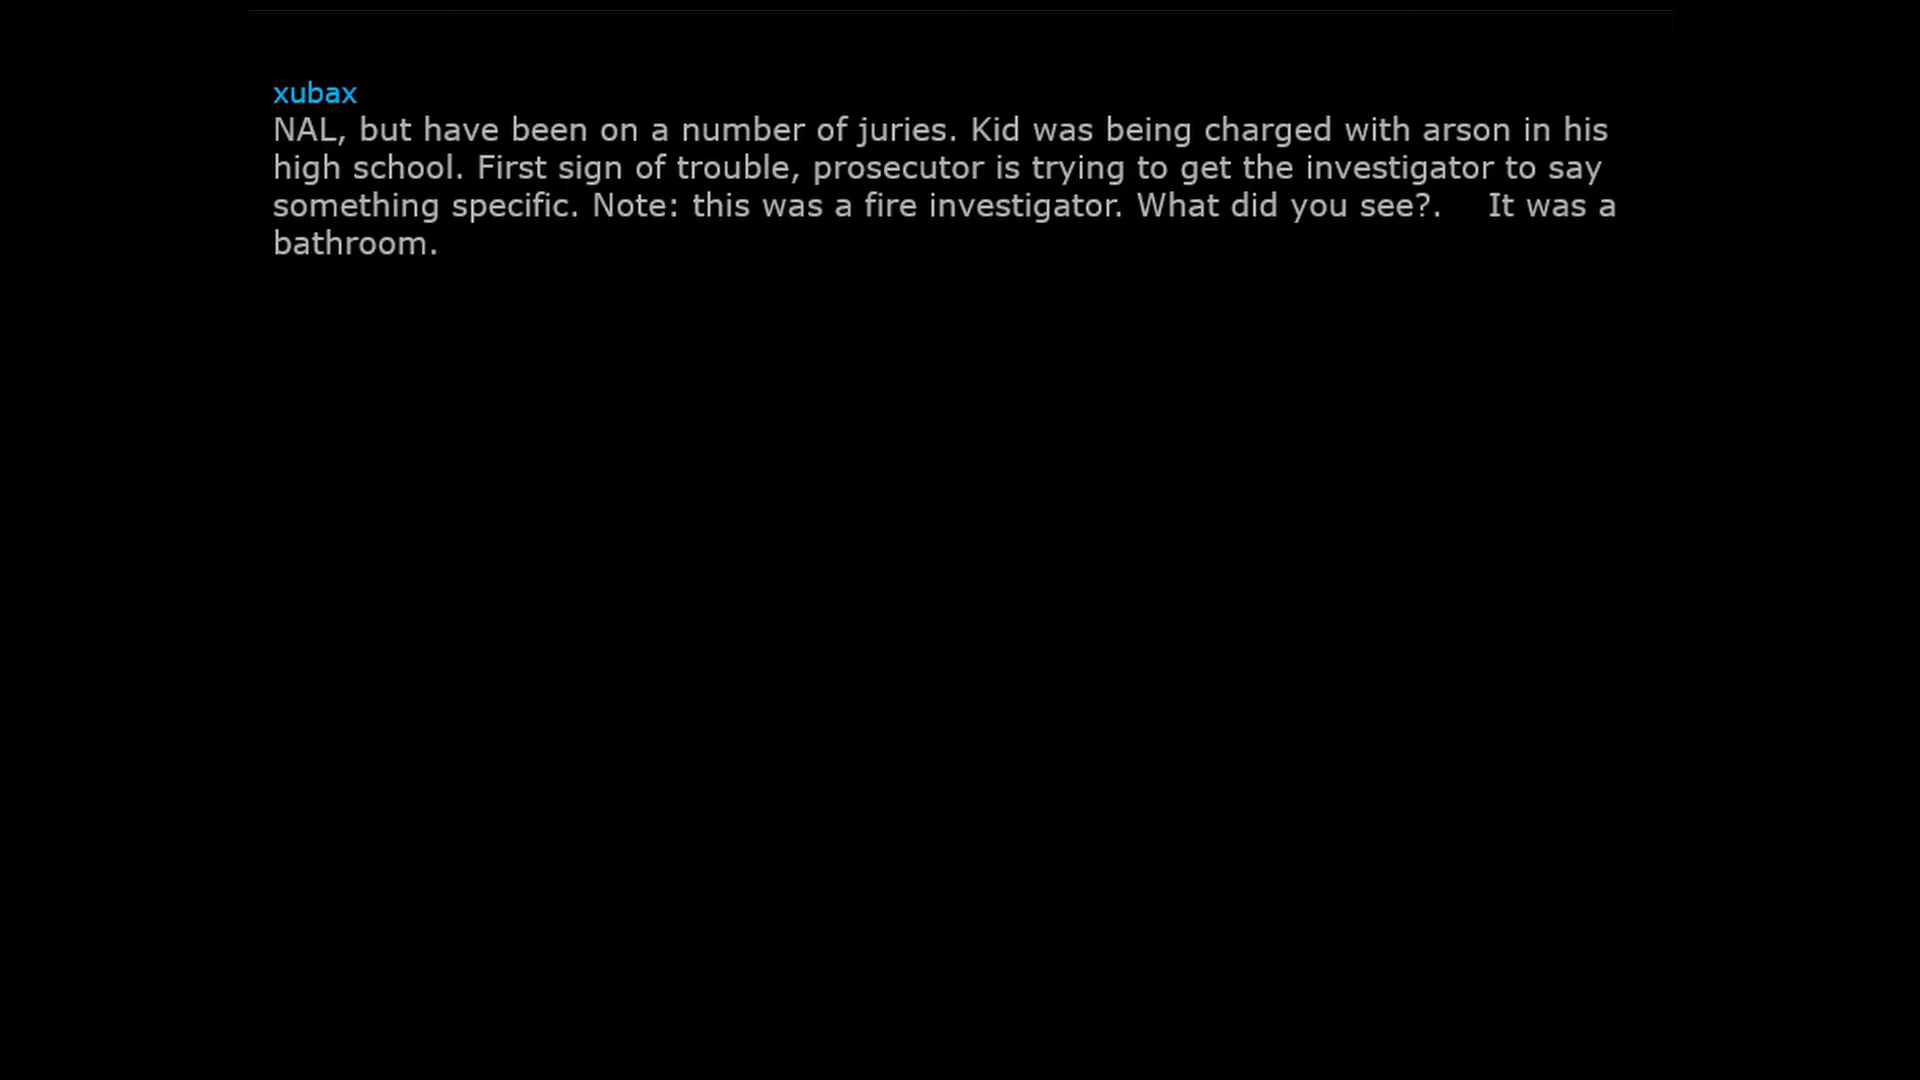 xubax
NAL, but have been on a number of juries. Kid was being charged with arson in his
high school. First sign of trouble, prosecutor is trying to get the investigator to say
something specific. Note: this was a fire investigator. What did you see?.    It was a
bathroom.